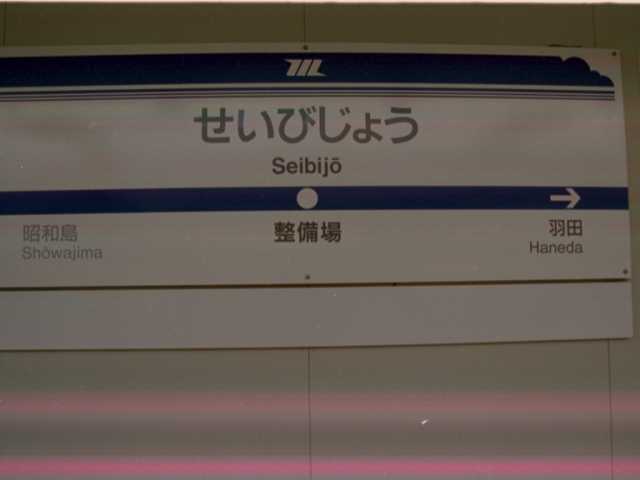 せいびじょう
Seibijō
昭和島
Shōwajima
整備場
羽田
Haneda